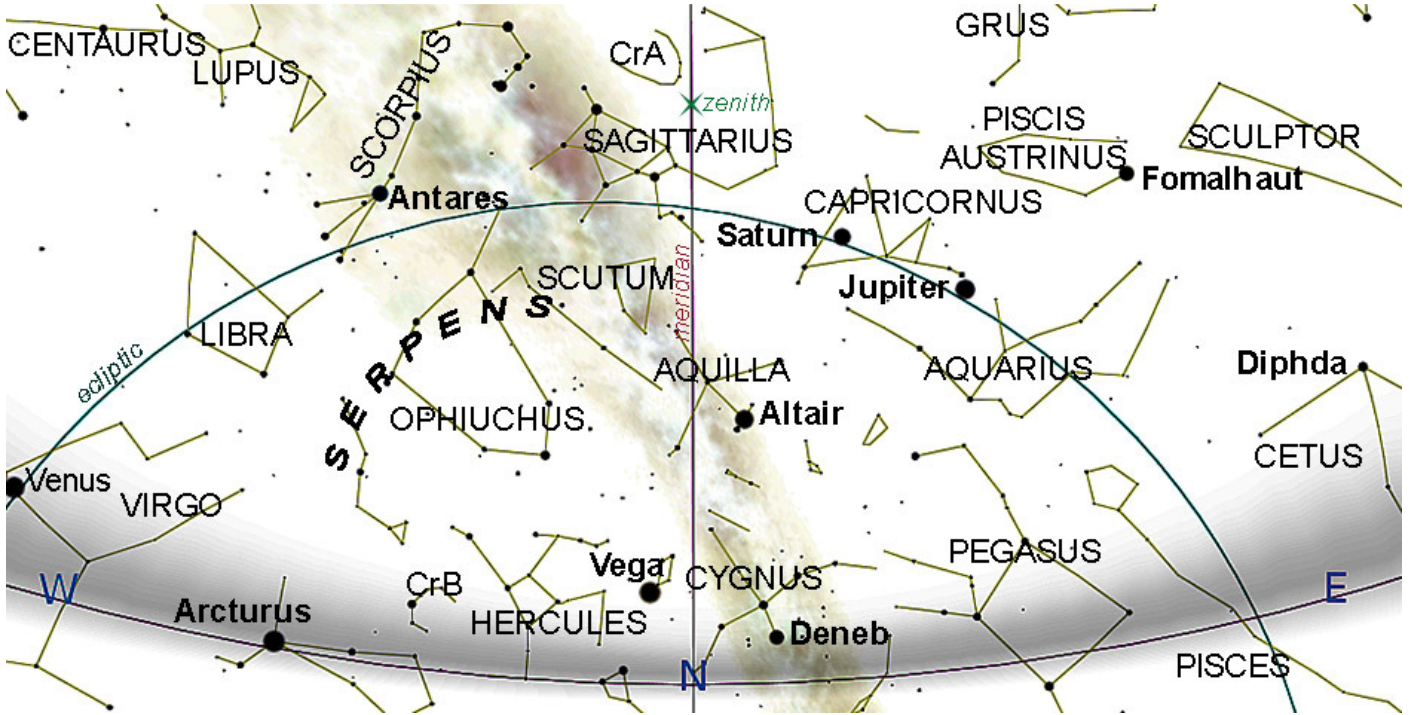 GRUS
CENTAURUS
CrA
LUPUS
SCORPIUS
zenith
PISCIS
SAGITTARIUS
SCULPTOR
AUSTRINUS
Fomalhaut
Antares
CAPRICORNUS
Saturn
SCUTUM
meridian
Jupiter
SERPENS
LIBRA
ecliptic
AQUILLA
AQUARIUS
Diphda
OPHIUCHUS
Altair
CETUS
Venus
VIRGO
PEGASUS
Vega
CYGNUS
CrB
W
E
Arcturus
HERCULES
Deneb
N
PISCES